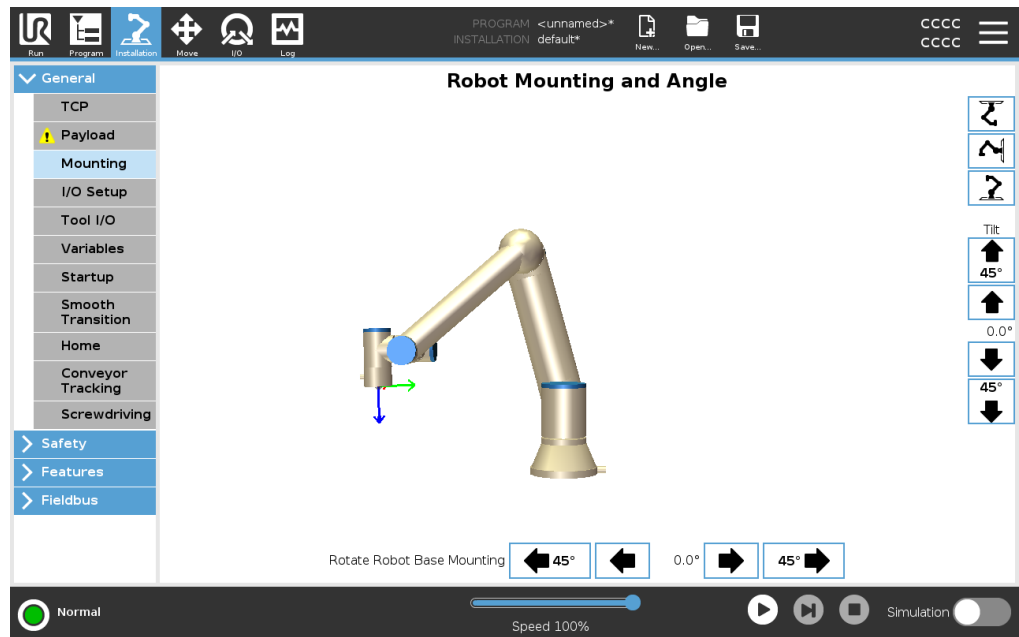 UR
Run
Program
Installation
Move
I/O
Log
PROGRAM <unnamed>*
INSTALLATION default*
New...
Open...
Save...
CCCC
CCCC
General
TCP
Payload
Mounting
I/O Setup
Tool I/O
Variables
Startup
Smooth
Transition
Home
Conveyor
Tracking
Screwdriving
Safety
Features
Fieldbus
Robot Mounting and Angle
Tilt
45°
0.0°
45°
Rotate Robot Base Mounting 45° 0.0° 45°
Normal
Speed 100%
Simulation